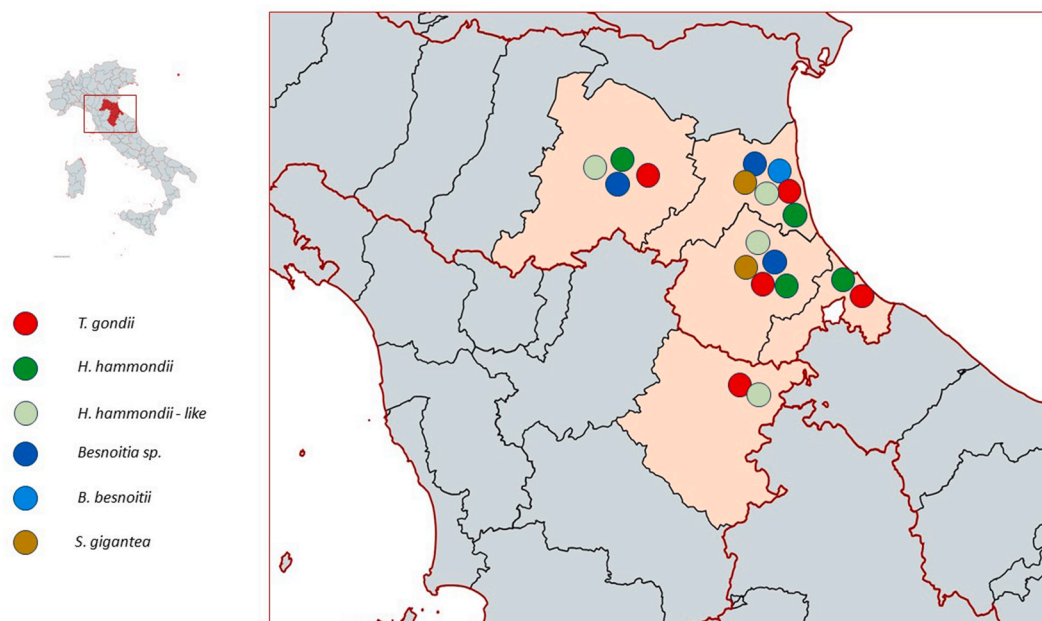 T. gondii
H. hammondii
H. hammondii - like
Besnoitia sp.
B. besnoitii
S. gigantea